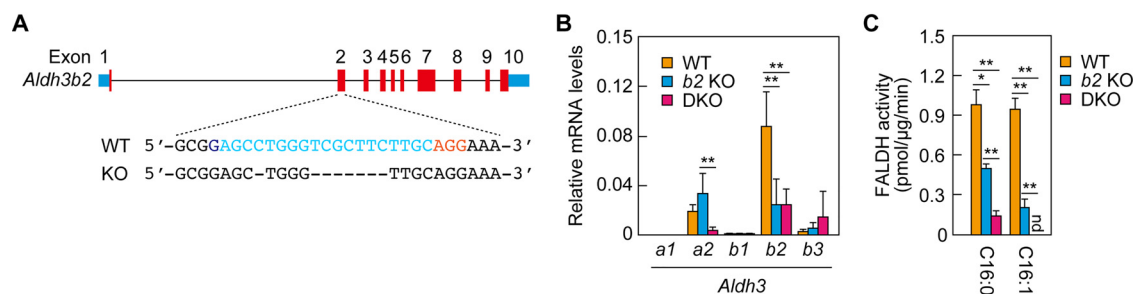 A
Exon 1 2 3 4 5 6 7 8 9 10
Aldh3b2
WT 5′-GCGGAGCCTGGGTCGCTTCTTGCAGGAAA-3′
KO 5′-GCGGAGC-TGGG-------TTGCAGGAAA-3′
B
Relative mRNA levels
0.15
0.12
0.08
0.04
0
WT
b2 KO
DKO
**
**
**
a1 a2 b1 b2 b3
Aldh3
C
FALDH activity
(pmol/µg/min)
1.5
1.2
0.9
0.6
0.3
0
WT
b2 KO
DKO
** **
* **
**
**
nd
C16:0
C16:1